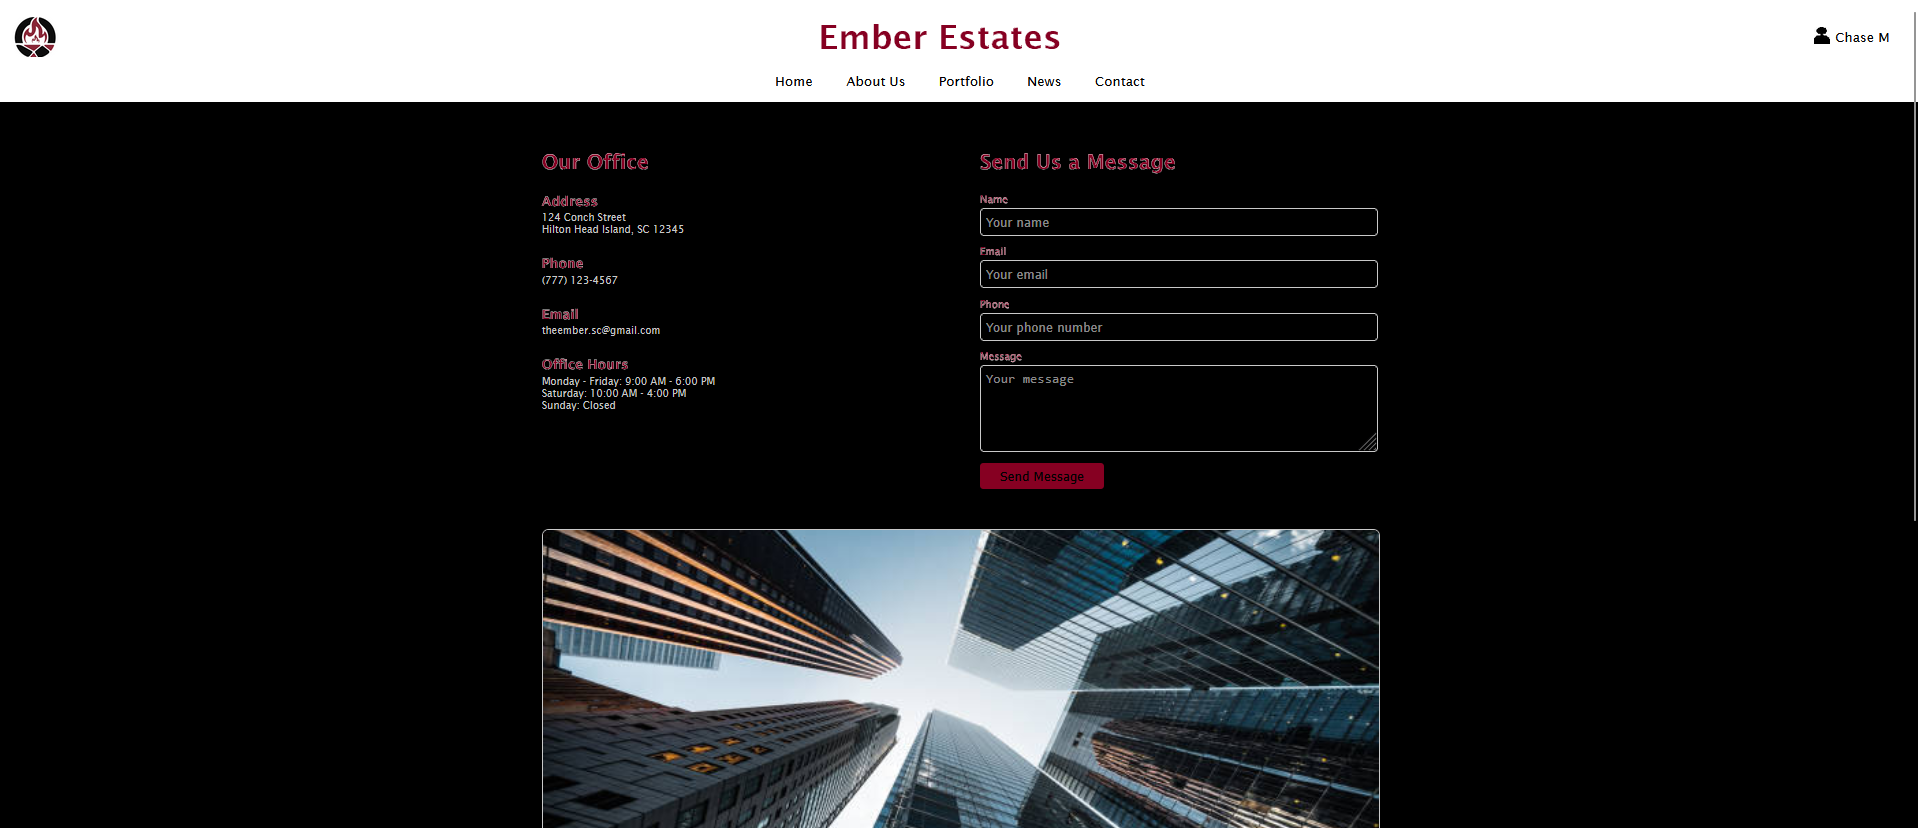 Ember Estates
Chase M
Home About Us Portfolio News Contact
Our Office
Address
124 Conch Street
Hilton Head Island, SC 12345
Phone
(777) 123-4567
Email
theember.sc@gmail.com
Office Hours
Monday - Friday: 9:00 AM - 6:00 PM
Saturday: 10:00 AM - 4:00 PM
Sunday: Closed
Send Us a Message
Name
Your name
Email
Your email
Phone
Your phone number
Message
Your message
Send Message